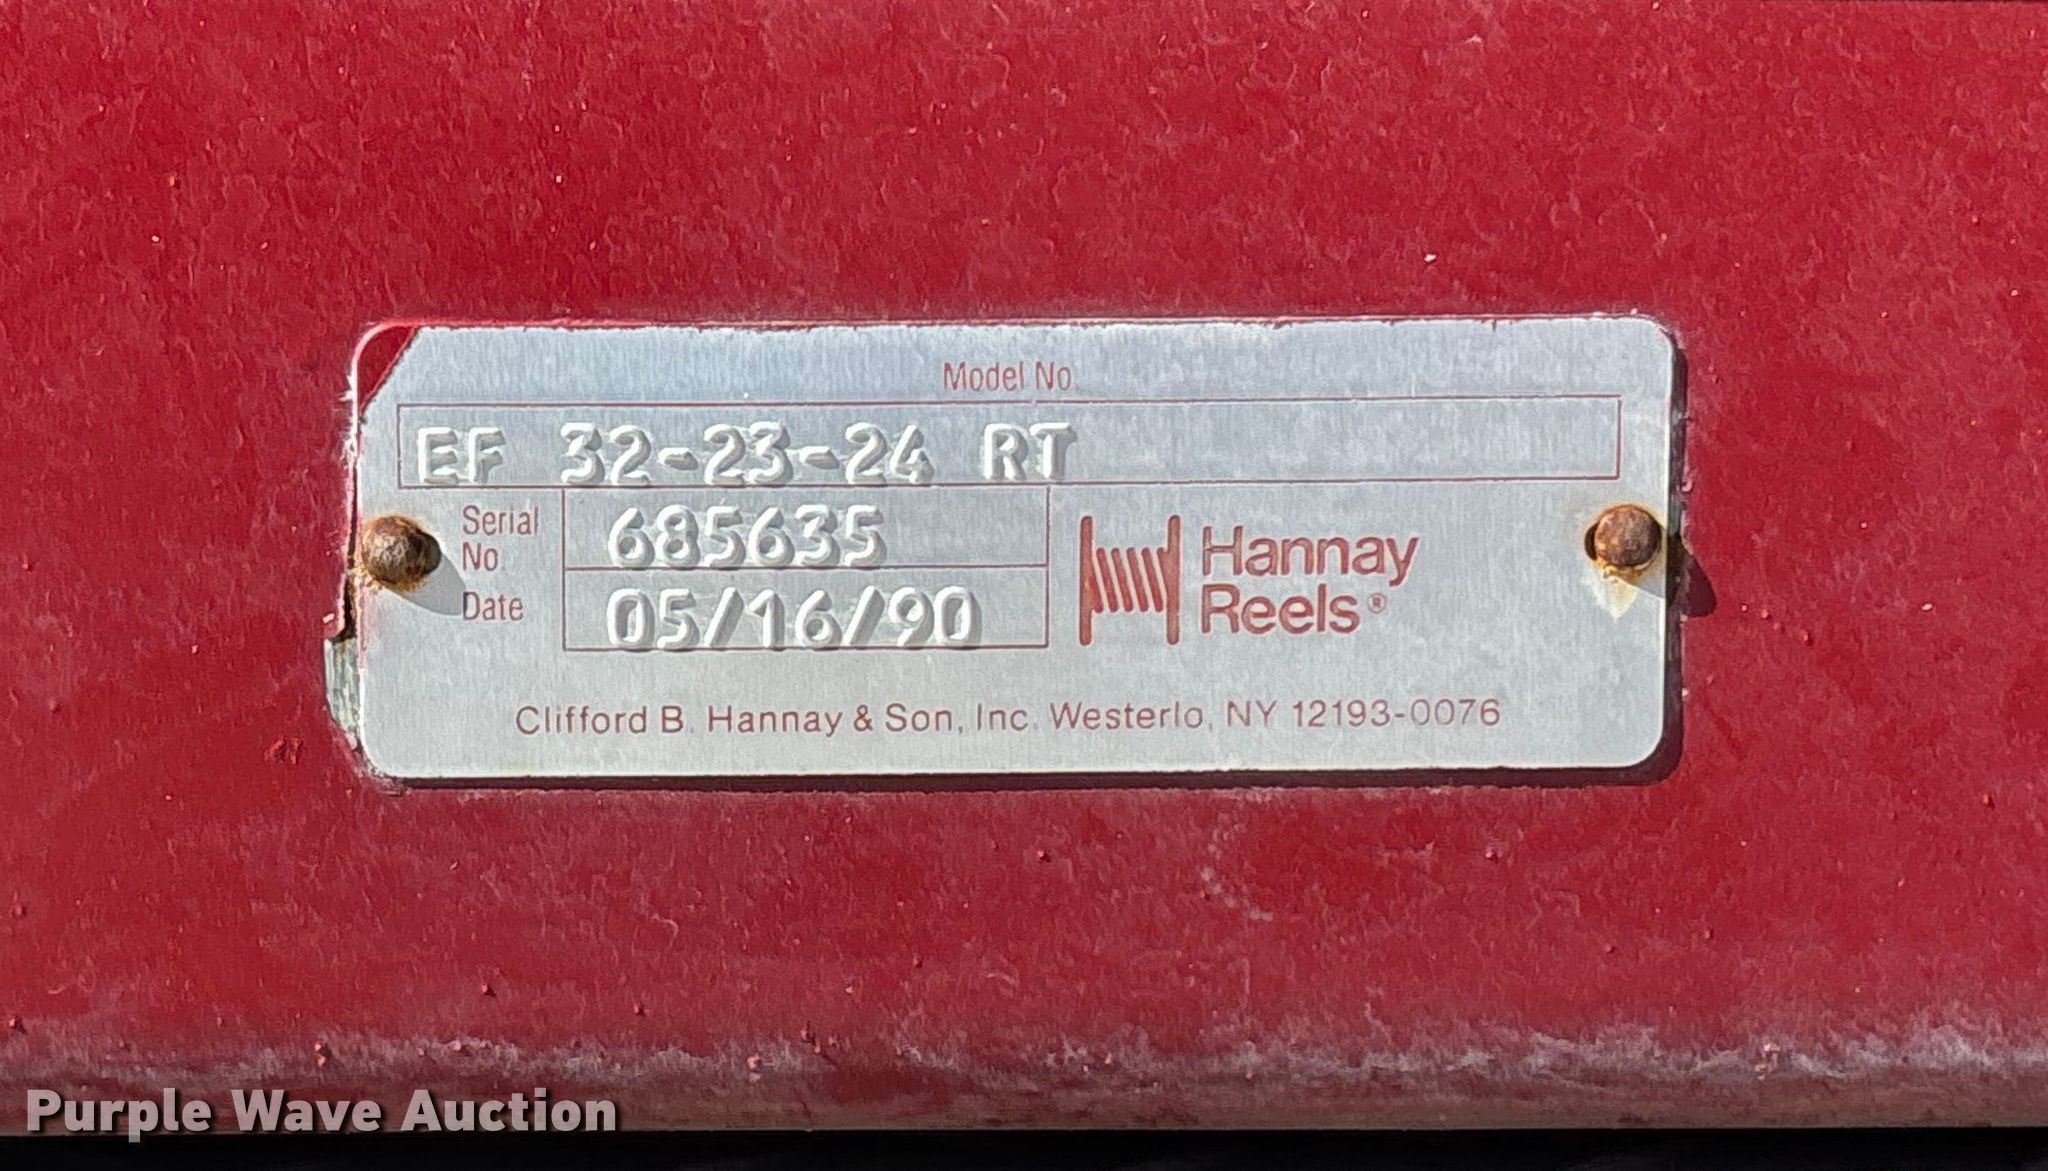 Model No.
EF 32-23-24 RT
Serial No. 685635
Date 05/16/90
Hannay Reels®
Clifford B. Hannay & Son, Inc. Westerlo, NY 12193-0076
Purple Wave Auction